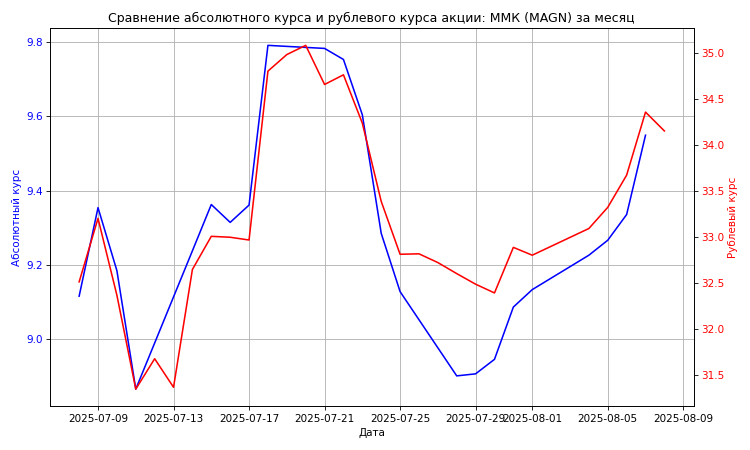 Сравнение абсолютного курса и рублевого курса акции: ММК (MAGN) за месяц
9.8
9.6
9.4
9.2
9.0
Абсолютный курс
35.0
34.5
34.0
33.5
33.0
32.5
32.0
31.5
Рублевый курс
2025-07-09 2025-07-13 2025-07-17 2025-07-21 2025-07-25 2025-07-29 2025-08-01 2025-08-05 2025-08-09
Дата